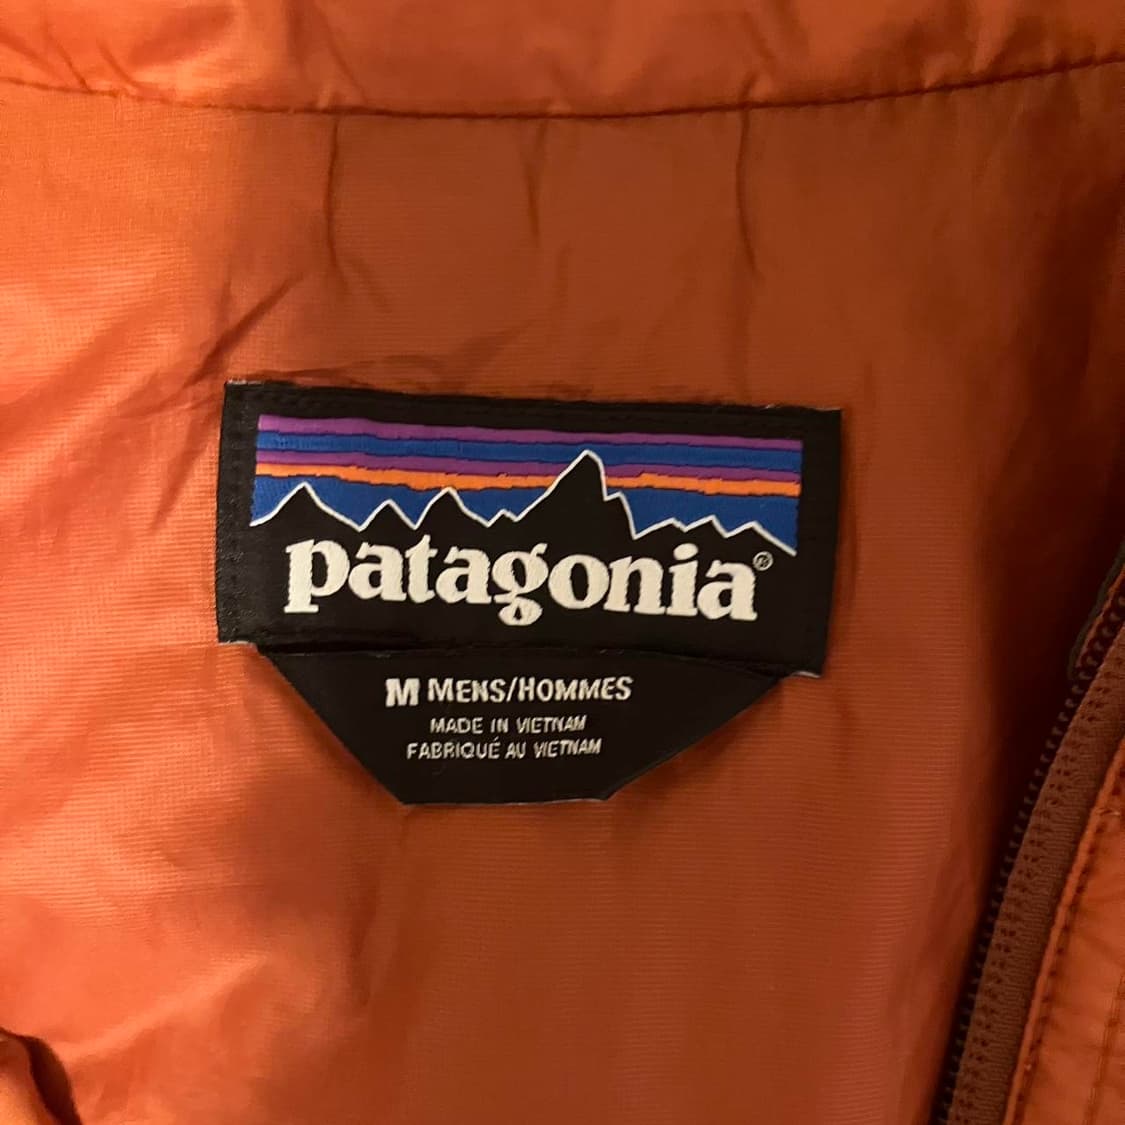 patagonia®
M MENS/HOMMES
MADE IN VIETNAM
FABRIQUÉ AU VIETNAM